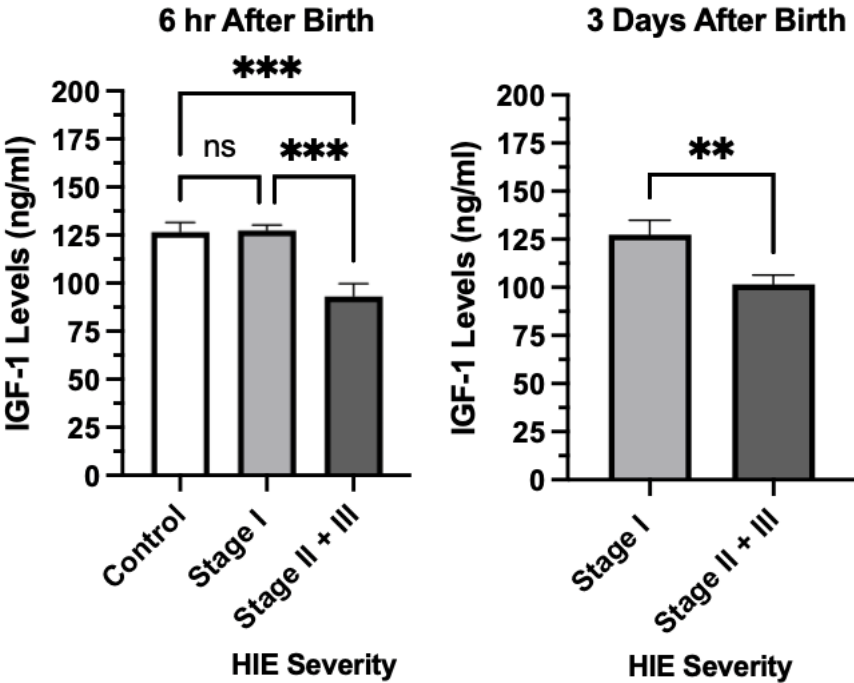 6 hr After Birth
***
ns
***
200
175
150
125
100
75
50
25
0
IGF-1 Levels (ng/ml)
Control
Stage I
Stage II + III
HIE Severity
3 Days After Birth
**
200
175
150
125
100
75
50
25
0
IGF-1 Levels (ng/ml)
Stage I
Stage II + III
HIE Severity